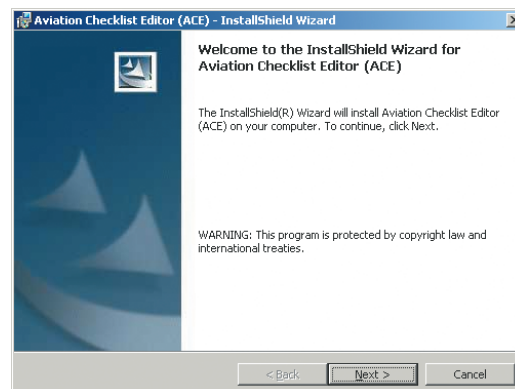 Aviation Checklist Editor (ACE) - InstallShield Wizard
Welcome to the InstallShield Wizard for
Aviation Checklist Editor (ACE)
The InstallShield(R) Wizard will install Aviation Checklist Editor
(ACE) on your computer. To continue, click Next.
WARNING: This program is protected by copyright law and
international treaties.
< Back Next > Cancel